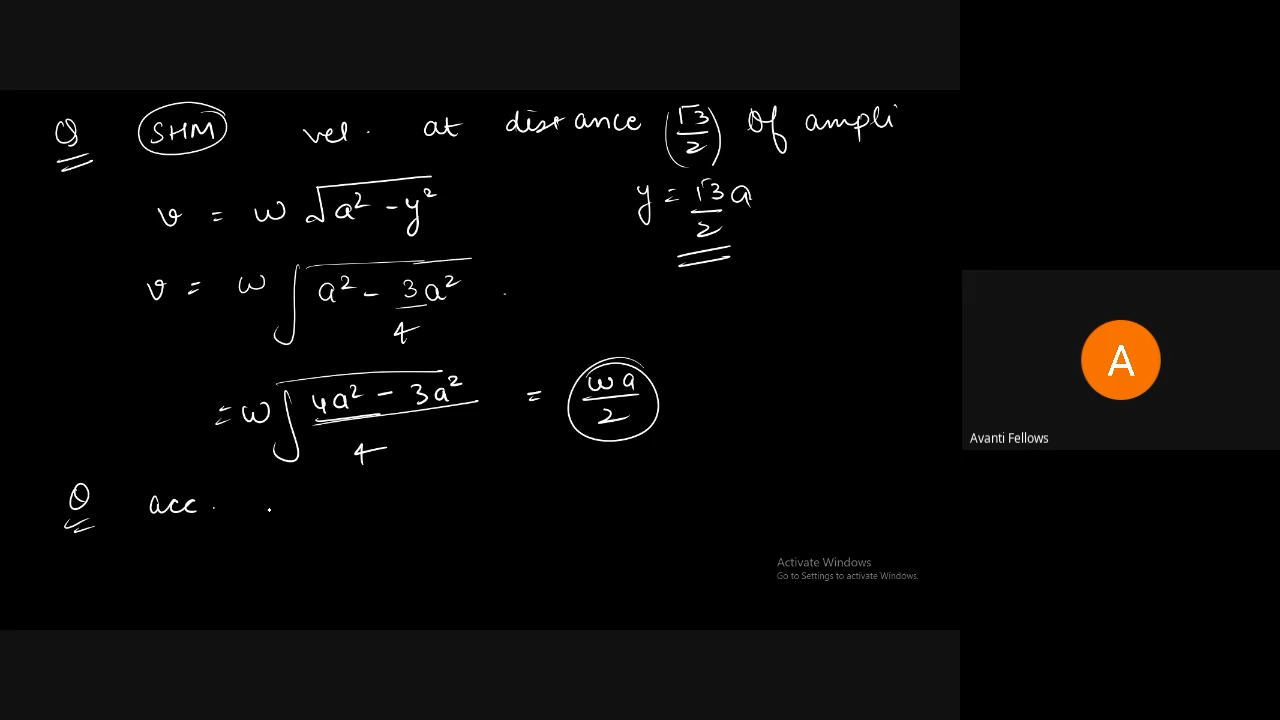 Q SHM vel. at distance (√3/2) of ampli
v = ω √a² - y² y = √3/2 a
v = ω √a² - 3a²/4
= ω √4a² - 3a²/4 = ωa/2
Q acc.
Avanti Fellows
A
Activate Windows
Go to Settings to activate Windows.